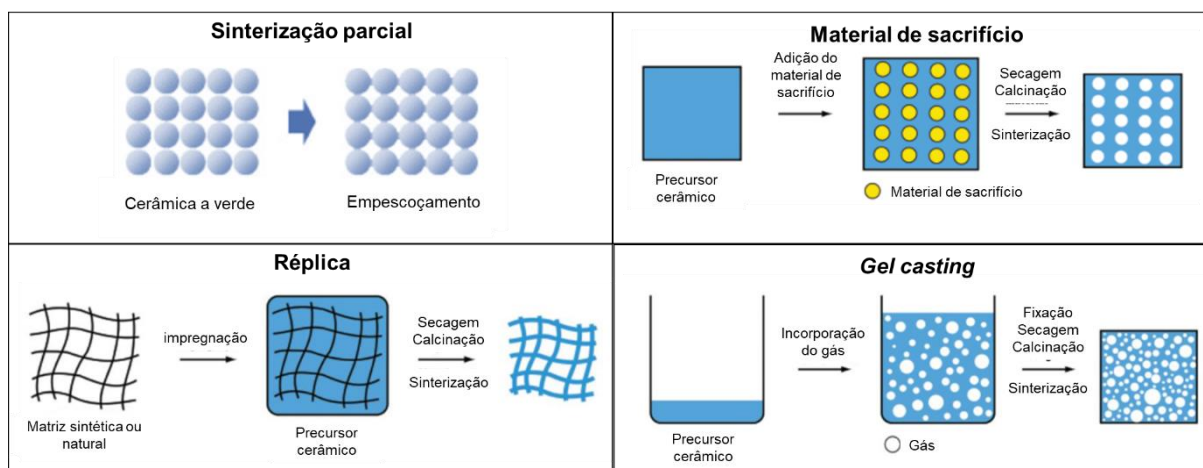 Sinterização parcial
Cerâmica a verde
Empescoçamento
Material de sacrifício
Adição do
material de
sacrifício
Secagem
Calcinação
Sinterização
Precursor
cerâmico
Material de sacrifício
Réplica
impregnação
Secagem
Calcinação
Sinterização
Matriz sintética ou
natural
Precursor
cerâmico
Gel casting
Incorporação
do gás
Fixação
Secagem
Calcinação
Sinterização
Precursor
cerâmico
Gás